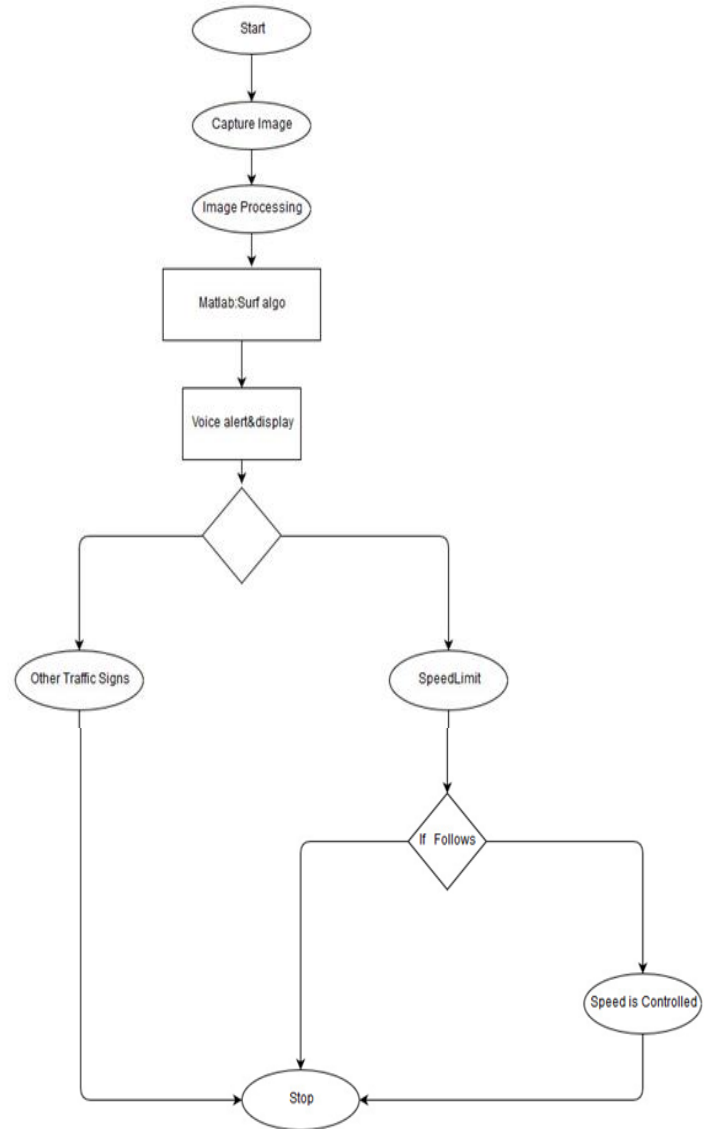 Start
Capture Image
Image Processing
Matlab:Surf algo
Voice alert&display
Other Traffic Signs
SpeedLimit
If Follows
Speed is Controlled
Stop